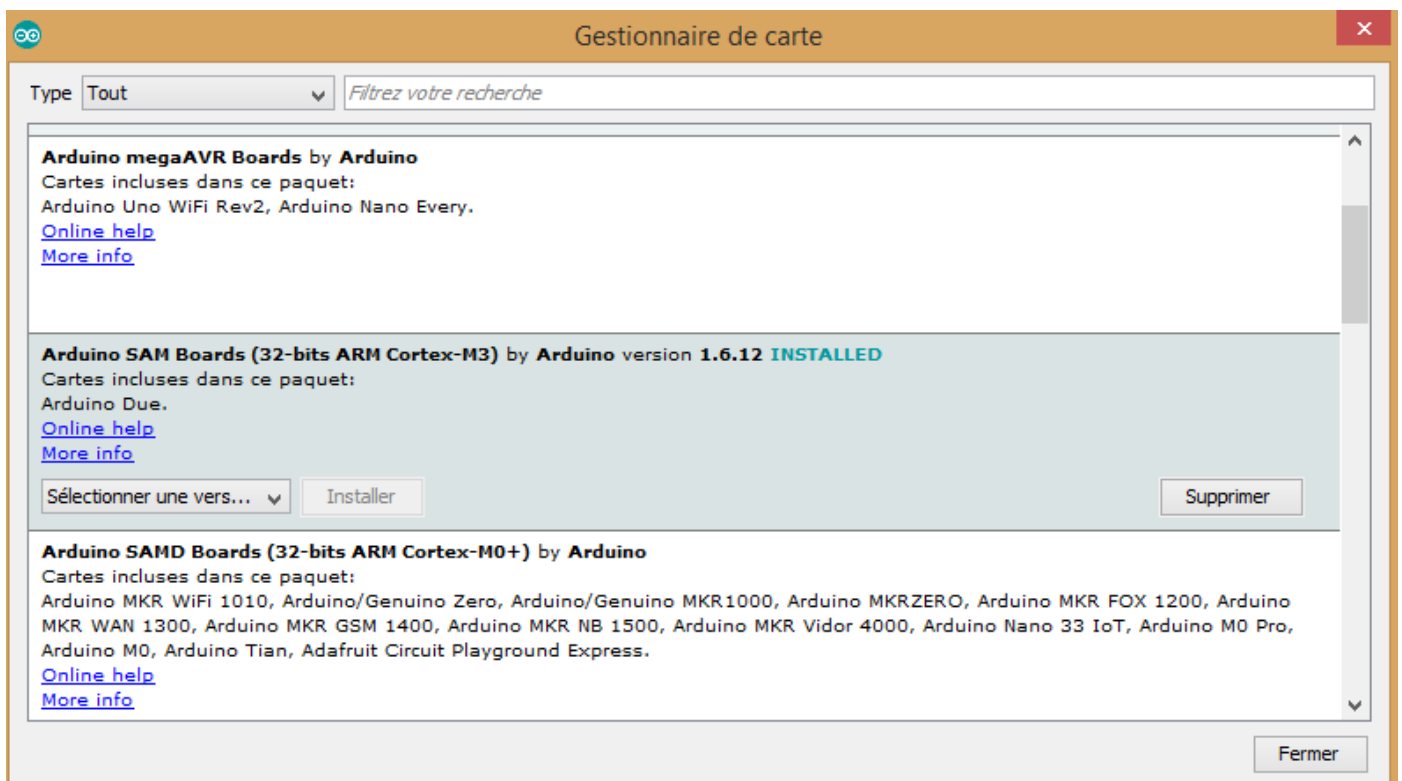 Gestionnaire de carte
Type Tout Filtrez votre recherche
Arduino megaAVR Boards by Arduino
Cartes incluses dans ce paquet:
Arduino Uno WiFi Rev2, Arduino Nano Every.
Online help
More info
Arduino SAM Boards (32-bits ARM Cortex-M3) by Arduino version 1.6.12 INSTALLED
Cartes incluses dans ce paquet:
Arduino Due.
Online help
More info
Sélectionner une vers... Installer Supprimer
Arduino SAMD Boards (32-bits ARM Cortex-M0+) by Arduino
Cartes incluses dans ce paquet:
Arduino MKR WiFi 1010, Arduino/Genuino Zero, Arduino/Genuino MKR1000, Arduino MKRZERO, Arduino MKR FOX 1200, Arduino
MKR WAN 1300, Arduino MKR GSM 1400, Arduino MKR NB 1500, Arduino MKR Vidor 4000, Arduino Nano 33 IoT, Arduino M0 Pro,
Arduino M0, Arduino Tian, Adafruit Circuit Playground Express.
Online help
More info
Fermer